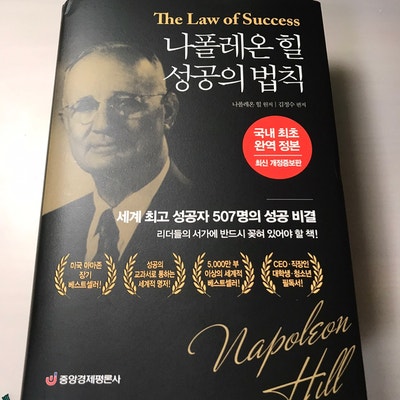 The Law of Success
나폴레온 힐
성공의 법칙
나폴레온 힐 원저 | 김정수 편저
국내 최초
완역 정본
최신 개정증보판
세계 최고 성공자 507명의 성공 비결
리더들의 서가에 반드시 꽂혀 있어야 할 책!
미국 아마존
장기
베스트셀러!
성공의
교과서로 통하는
세계적 명저!
5,000만 부
이상의 세계적
베스트셀러!
CEO·직장인
대학생·청소년
필독서!
Napoleon
Hill
중앙경제평론사